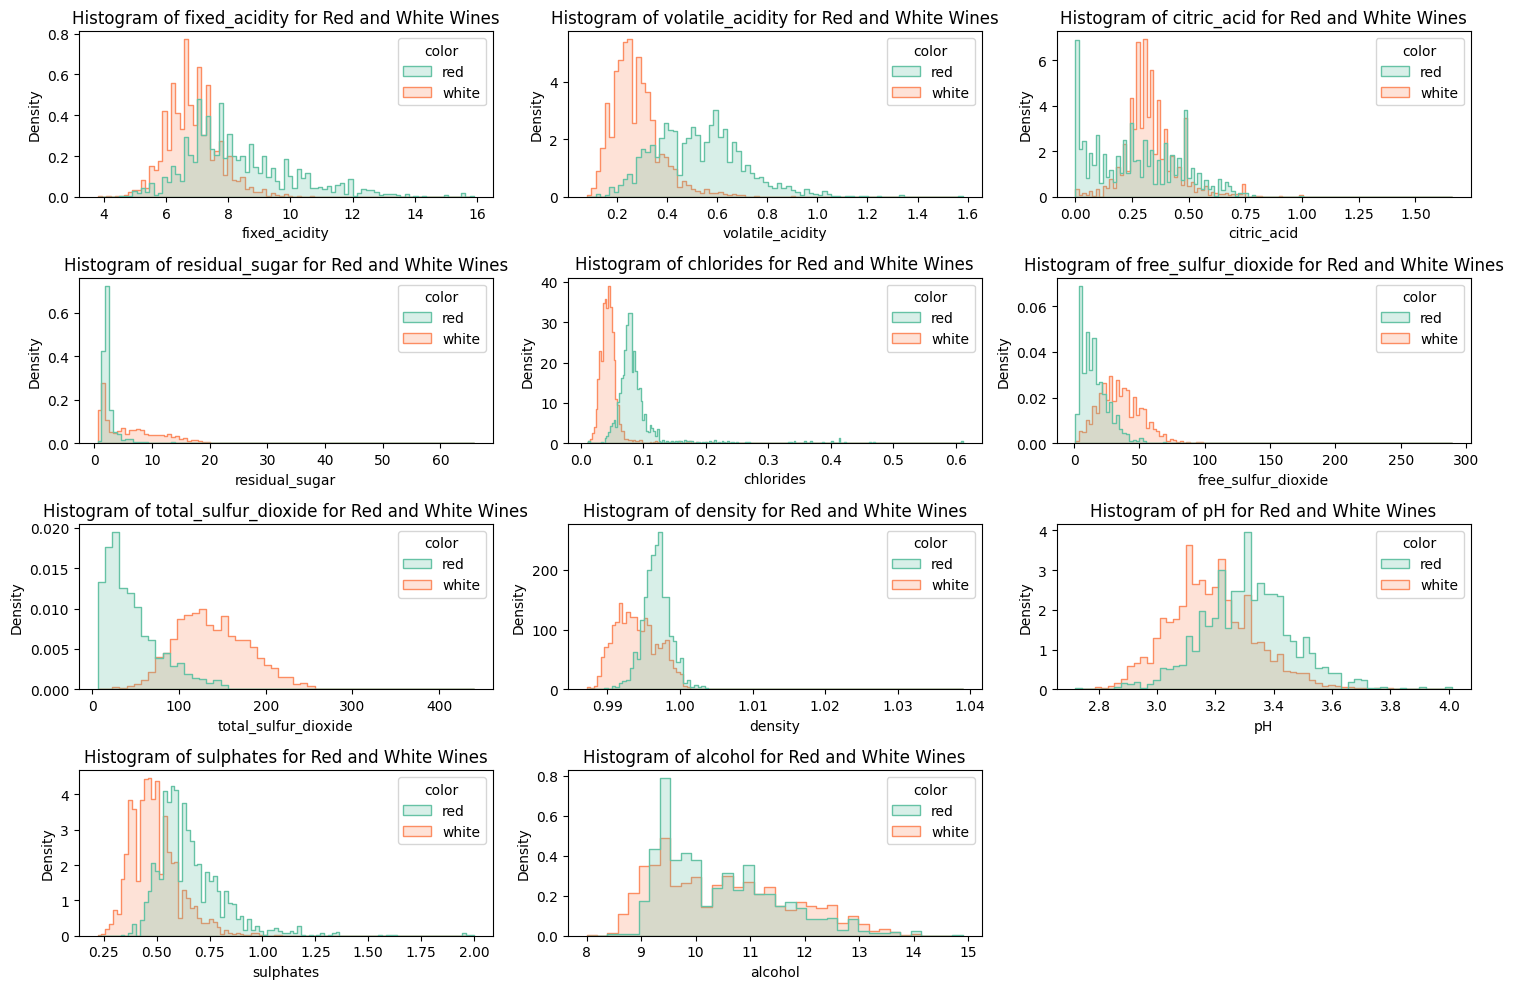 Histogram of fixed_acidity for Red and White Wines
Density
0.8
0.6
0.4
0.2
0.0
color
red
white
4 6 8 10 12 14 16
fixed_acidity
Histogram of volatile_acidity for Red and White Wines
Density
4
2
0
color
red
white
0.2 0.4 0.6 0.8 1.0 1.2 1.4 1.6
volatile_acidity
Histogram of citric_acid for Red and White Wines
Density
6
4
2
0
color
red
white
0.00 0.25 0.50 0.75 1.00 1.25 1.50
citric_acid
Histogram of residual_sugar for Red and White Wines
Density
0.6
0.4
0.2
0.0
color
red
white
0 10 20 30 40 50 60
residual_sugar
Histogram of chlorides for Red and White Wines
Density
40
30
20
10
0
color
red
white
0.0 0.1 0.2 0.3 0.4 0.5 0.6
chlorides
Histogram of free_sulfur_dioxide for Red and White Wines
Density
0.06
0.04
0.02
0.00
color
red
white
0 50 100 150 200 250 300
free_sulfur_dioxide
Histogram of total_sulfur_dioxide for Red and White Wines
Density
0.020
0.015
0.010
0.005
0.000
color
red
white
0 100 200 300 400
total_sulfur_dioxide
Histogram of density for Red and White Wines
Density
200
100
0
color
red
white
0.99 1.00 1.01 1.02 1.03 1.04
density
Histogram of pH for Red and White Wines
Density
4
3
2
1
0
color
red
white
2.8 3.0 3.2 3.4 3.6 3.8 4.0
pH
Histogram of sulphates for Red and White Wines
Density
4
3
2
1
0
color
red
white
0.25 0.50 0.75 1.00 1.25 1.50 1.75 2.00
sulphates
Histogram of alcohol for Red and White Wines
Density
0.8
0.6
0.4
0.2
0.0
color
red
white
8 9 10 11 12 13 14 15
alcohol